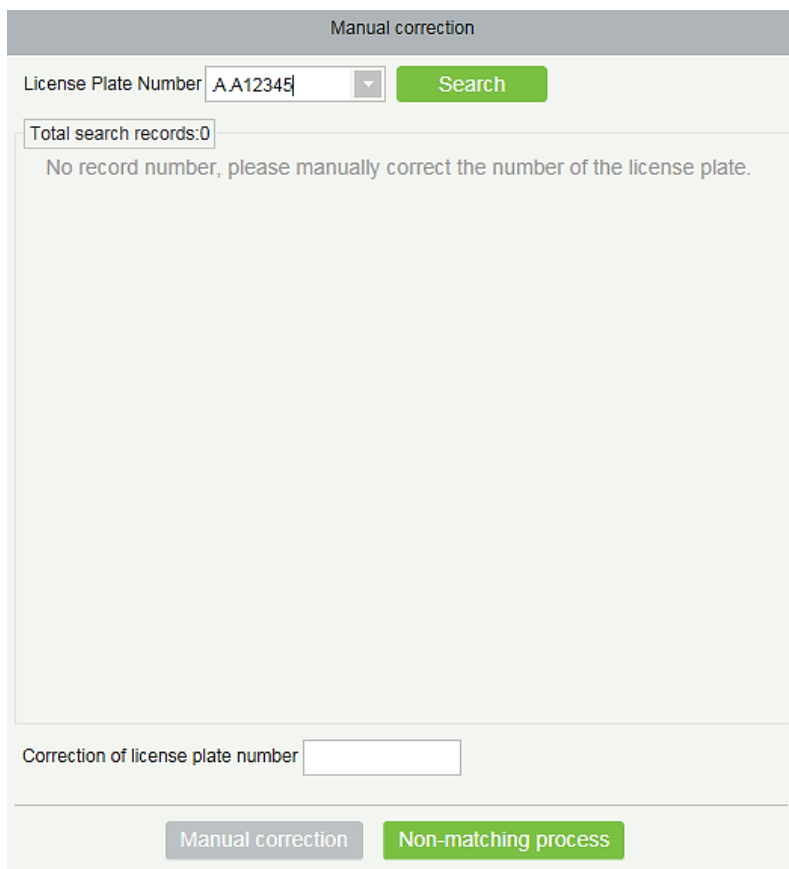 Manual correction
License Plate Number A.A12345 Search
Total search records:0
No record number, please manually correct the number of the license plate.
Correction of license plate number
Manual correction Non-matching process